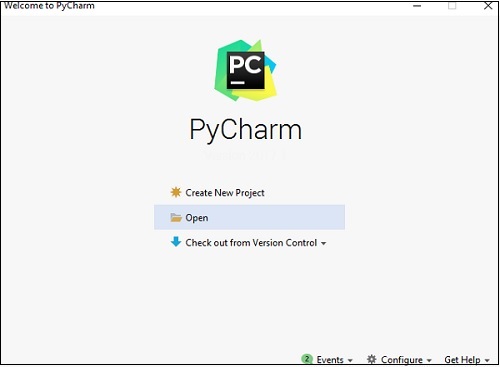 Welcome to PyCharm
PC
PyCharm
Create New Project
Open
Check out from Version Control
2 Events Configure Get Help